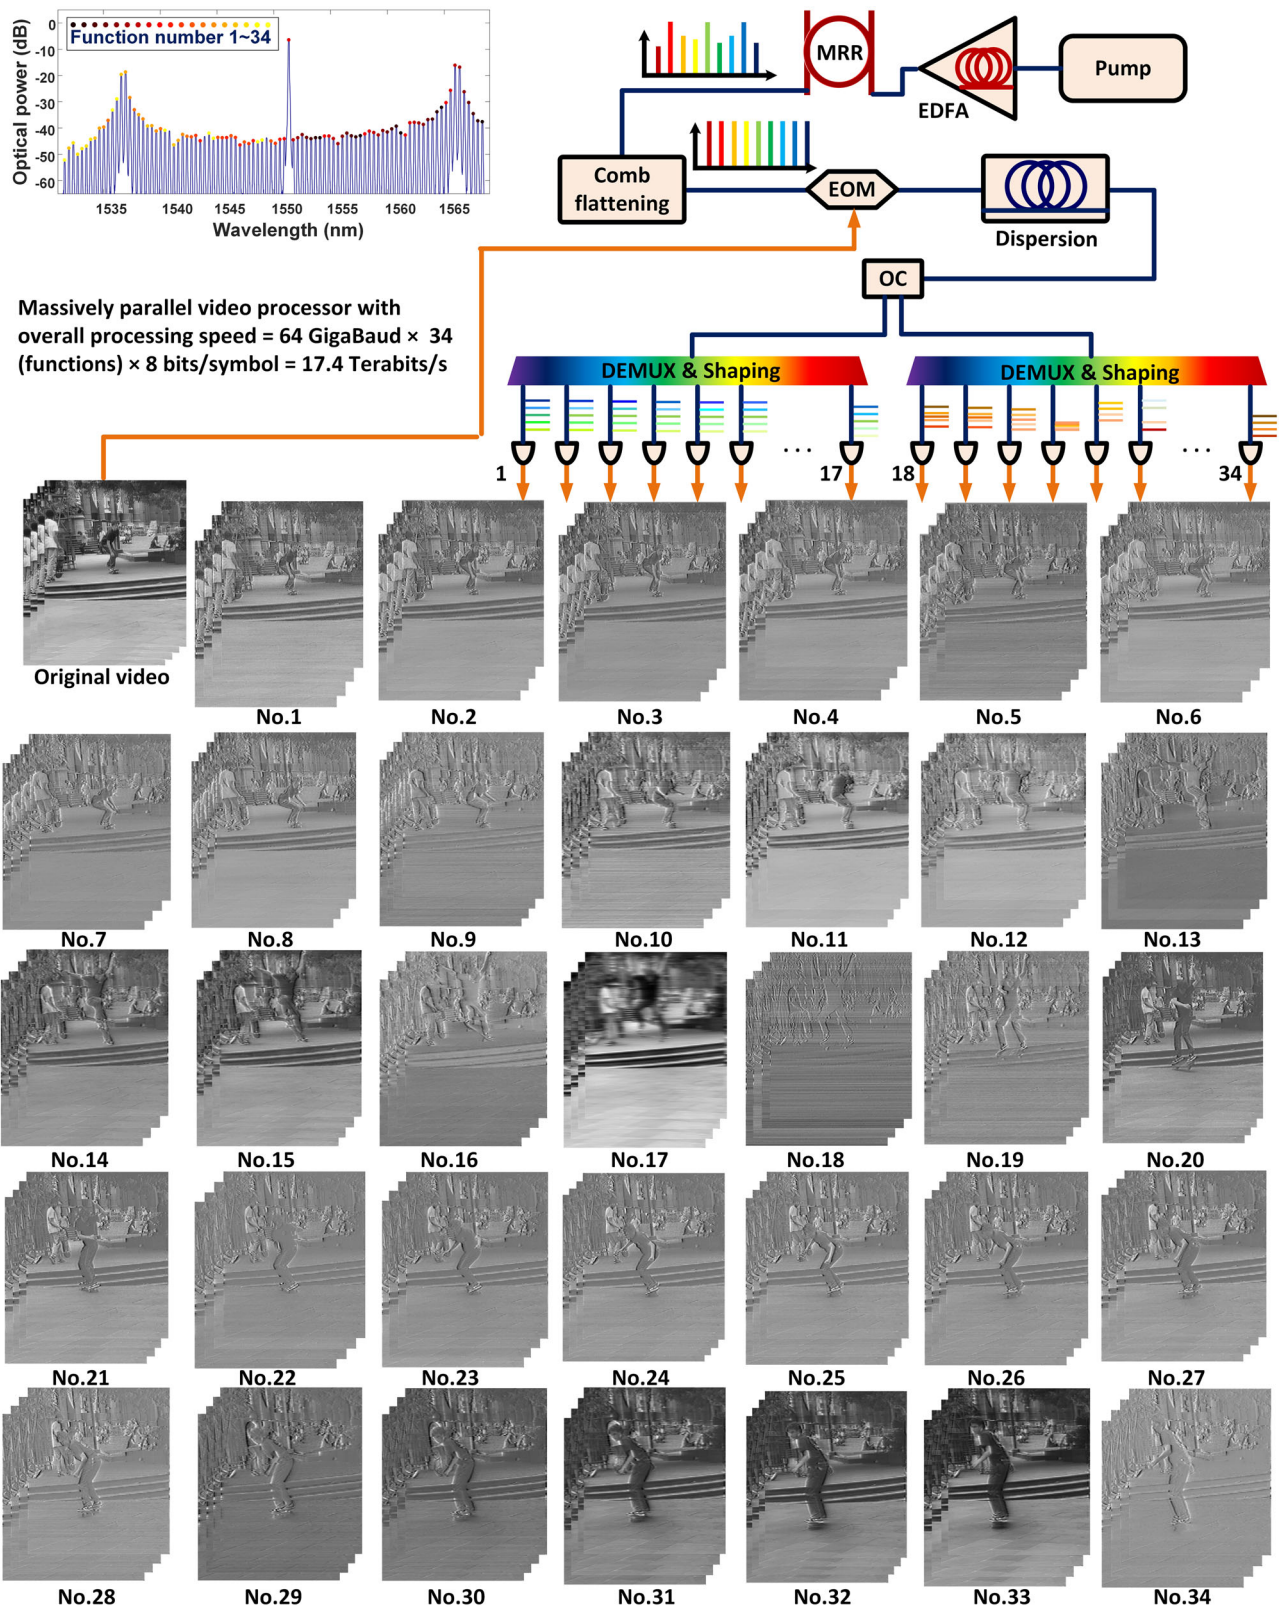 Optical power (dB)
0
-10
-20
-30
-40
-50
-60
Function number 1~34
1535
1540
1545
1550
1555
1560
1565
Wavelength (nm)
MRR
EDFA
Pump
Comb
flattening
EOM
Dispersion
OC
Massively parallel video processor with
overall processing speed = 64 GigaBaud × 34
(functions) × 8 bits/symbol = 17.4 Terabits/s
DEMUX & Shaping
DEMUX & Shaping
1
...
17
18
...
34
Original video
No.1
No.2
No.3
No.4
No.5
No.6
No.7
No.8
No.9
No.10
No.11
No.12
No.13
No.14
No.15
No.16
No.17
No.18
No.19
No.20
No.21
No.22
No.23
No.24
No.25
No.26
No.27
No.28
No.29
No.30
No.31
No.32
No.33
No.34